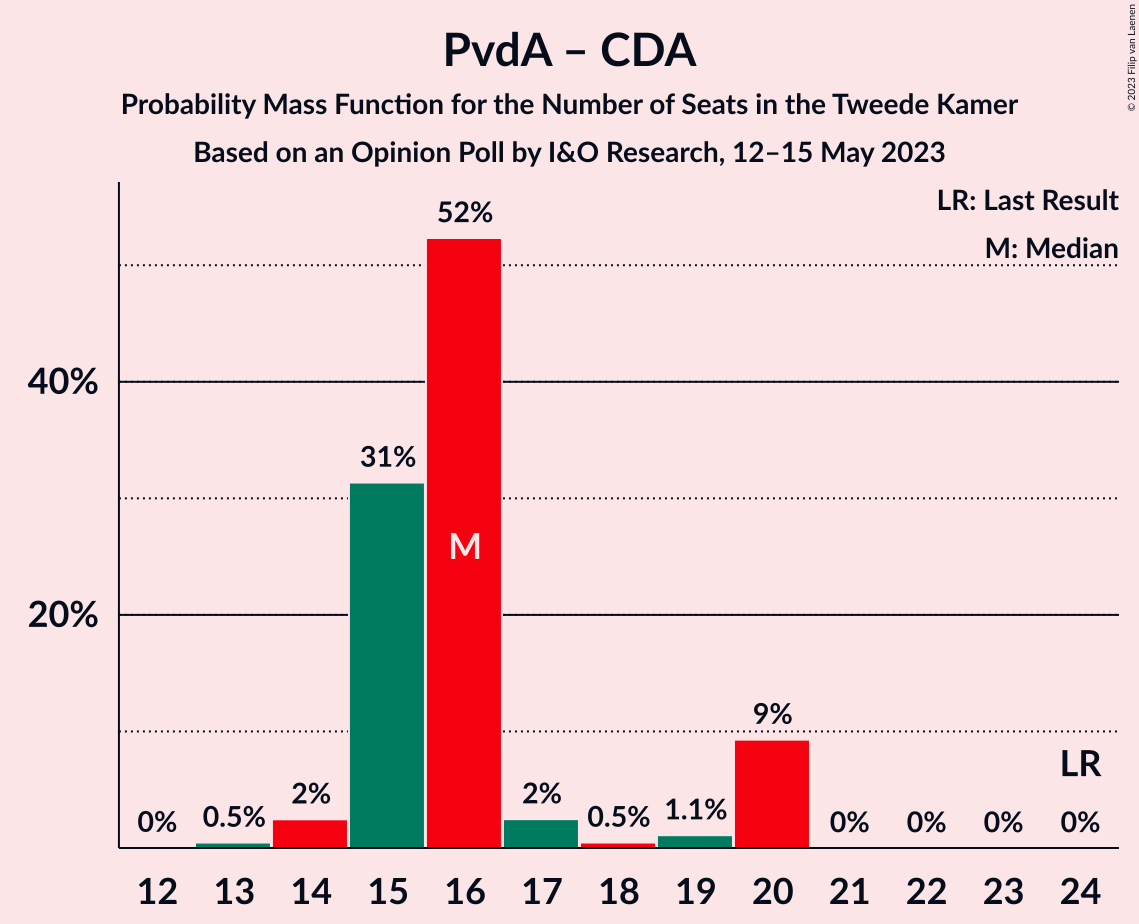 PvdA – CDA
Probability Mass Function for the Number of Seats in the Tweede Kamer
Based on an Opinion Poll by I&O Research, 12–15 May 2023
© 2023 Filip van Laenen
LR: Last Result
M: Median
52%
40%
31%
M
20%
9%
LR
0%
0.5%
2%
2%
0.5%
1.1%
0%
0%
0%
0%
12 13 14 15 16 17 18 19 20 21 22 23 24